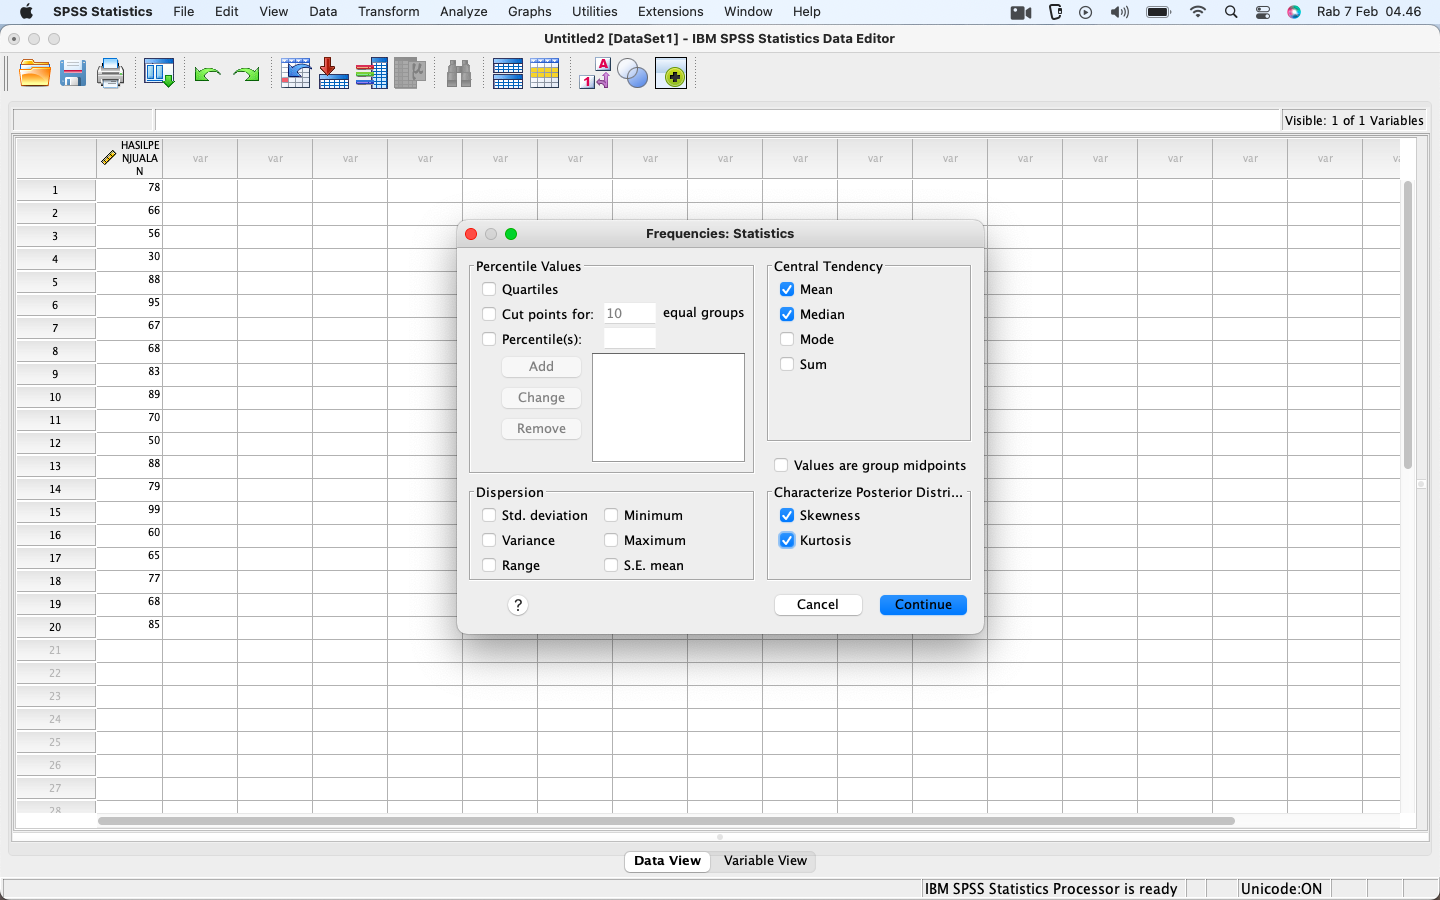 SPSS Statistics File Edit View Data Transform Analyze Graphs Utilities Extensions Window Help Rab 7 Feb 04.46
Untitled2 [DataSet1] - IBM SPSS Statistics Data Editor
Visible: 1 of 1 Variables
HASILPE
NJUALA
N
var var var var var var var var var var var var var var var var
1 78
2 66
3 56
4 30
5 88
6 95
7 67
8 68
9 83
10 89
11 70
12 50
13 88
14 79
15 99
16 60
17 65
18 77
19 68
20 85
21
22
23
24
25
26
27
28
Frequencies: Statistics
Percentile Values
Quartiles
Cut points for: 10 equal groups
Percentile(s):
Add
Change
Remove
Central Tendency
Mean
Median
Mode
Sum
Values are group midpoints
Dispersion
Std. deviation Minimum
Variance Maximum
Range S.E. mean
Characterize Posterior Distri...
Skewness
Kurtosis
?
Cancel
Continue
Data View Variable View
IBM SPSS Statistics Processor is ready Unicode:ON